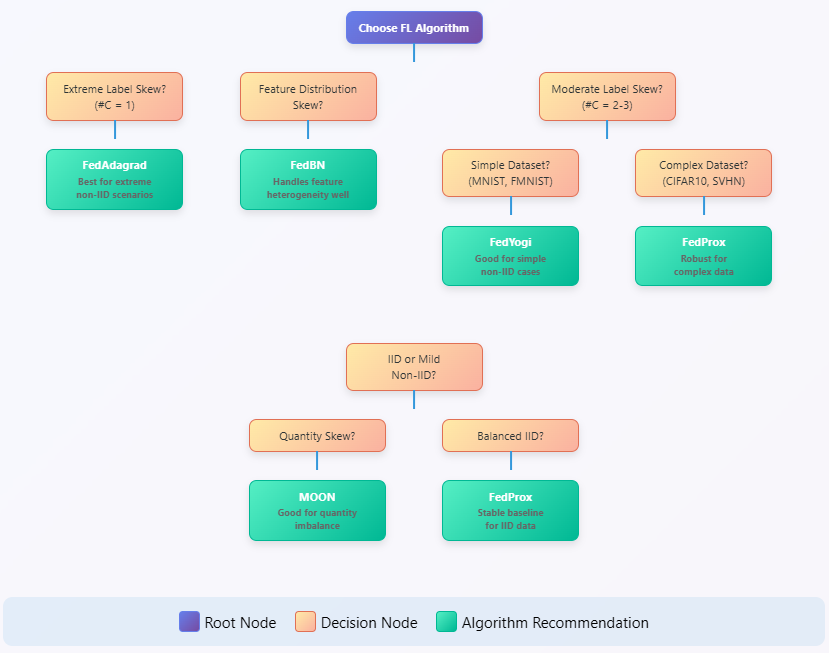 Choose FL Algorithm
Extreme Label Skew?
(#C = 1)
FedAdagrad
Best for extreme
non-IID scenarios
Feature Distribution
Skew?
FedBN
Handles feature
heterogeneity well
Moderate Label Skew?
(#C = 2-3)
Simple Dataset?
(MNIST, FMNIST)
FedYogi
Good for simple
non-IID cases
Complex Dataset?
(CIFAR10, SVHN)
FedProx
Robust for
complex data
IID or Mild
Non-IID?
Quantity Skew?
MOON
Good for quantity
imbalance
Balanced IID?
FedProx
Stable baseline
for IID data
Root Node
Decision Node
Algorithm Recommendation